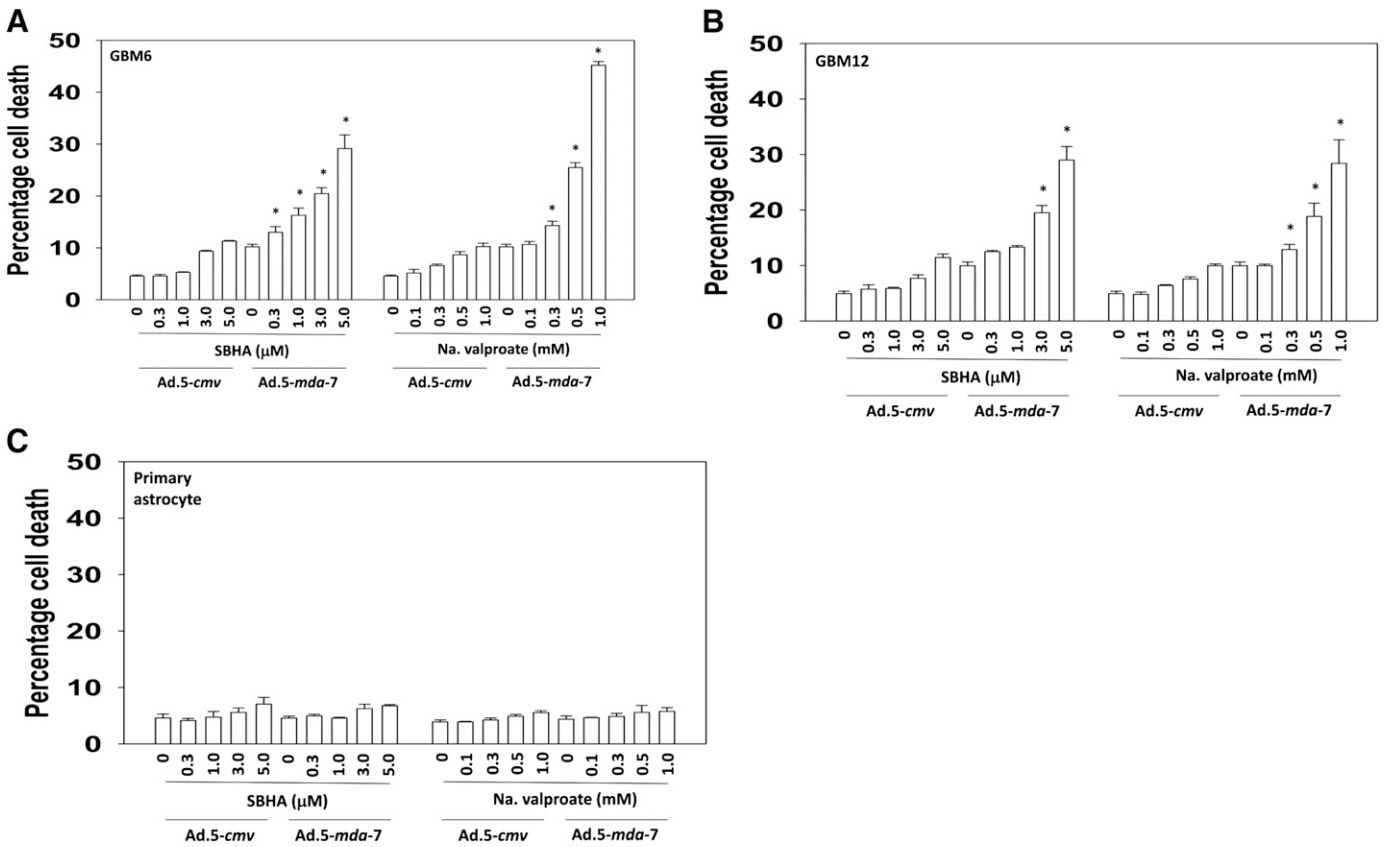 A
Percentage cell death
50
40
30
20
10
0
GBM6
* * * * * * *
0 0.3 1.0 3.0 5.0 0 0.3 1.0 3.0 5.0 0 0.1 0.3 0.5 1.0 0 0.1 0.3 0.5 1.0
SBHA (μM) Na. valproate (mM)
Ad.5-cmv Ad.5-mda-7 Ad.5-cmv Ad.5-mda-7
B
Percentage cell death
50
40
30
20
10
0
GBM12
* * * * *
0 0.3 1.0 3.0 5.0 0 0.3 1.0 3.0 5.0 0 0.1 0.3 0.5 1.0 0 0.1 0.3 0.5 1.0
SBHA (μM) Na. valproate (mM)
Ad.5-cmv Ad.5-mda-7 Ad.5-cmv Ad.5-mda-7
C
Percentage cell death
50
40
30
20
10
0
Primary
astrocyte
0 0.3 1.0 3.0 5.0 0 0.3 1.0 3.0 5.0 0 0.1 0.3 0.5 1.0 0 0.1 0.3 0.5 1.0
SBHA (μM) Na. valproate (mM)
Ad.5-cmv Ad.5-mda-7 Ad.5-cmv Ad.5-mda-7